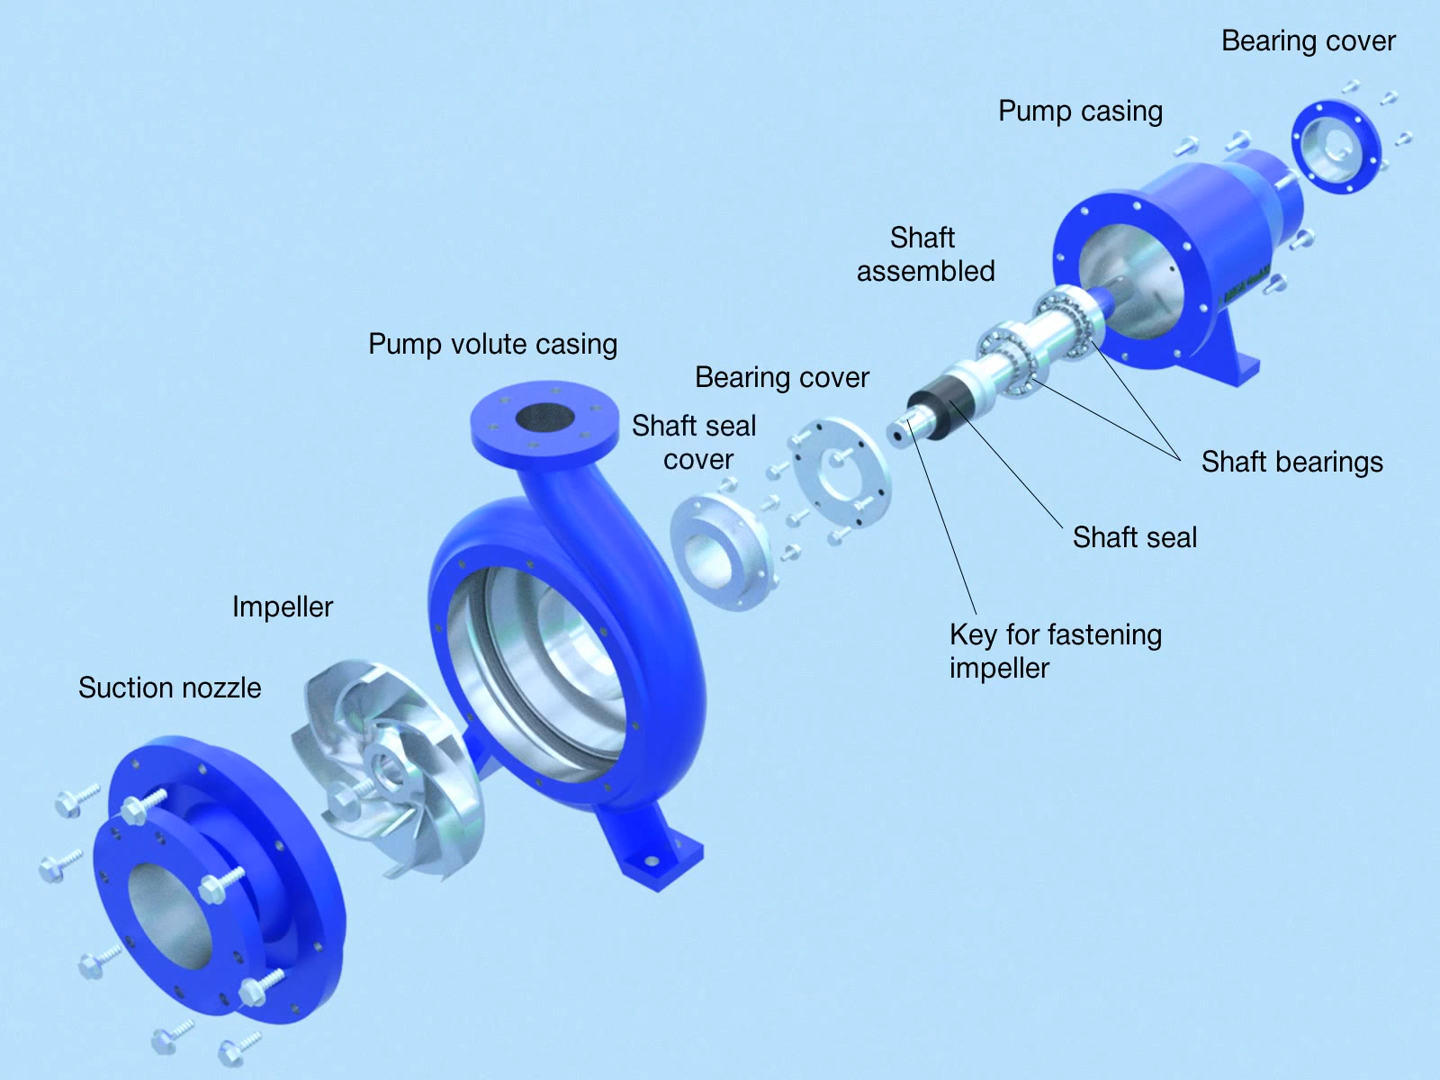 Bearing cover
Pump casing
Shaft
assembled
Pump volute casing
Bearing cover
Shaft seal
cover
Shaft bearings
Shaft seal
Key for fastening
impeller
Impeller
Suction nozzle